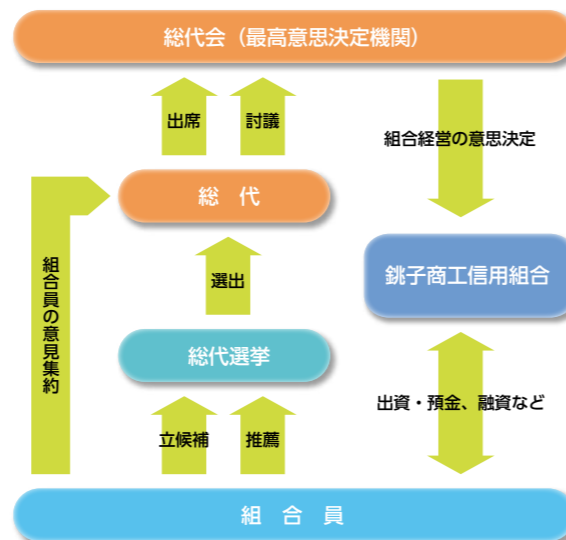 総代会（最高意思決定機関）
出席
討議
組合経営の意思決定
総　代
組合員の意見集約
選出
銚子商工信用組合
総代選挙
出資・預金、融資など
立候補
推薦
組　合　員